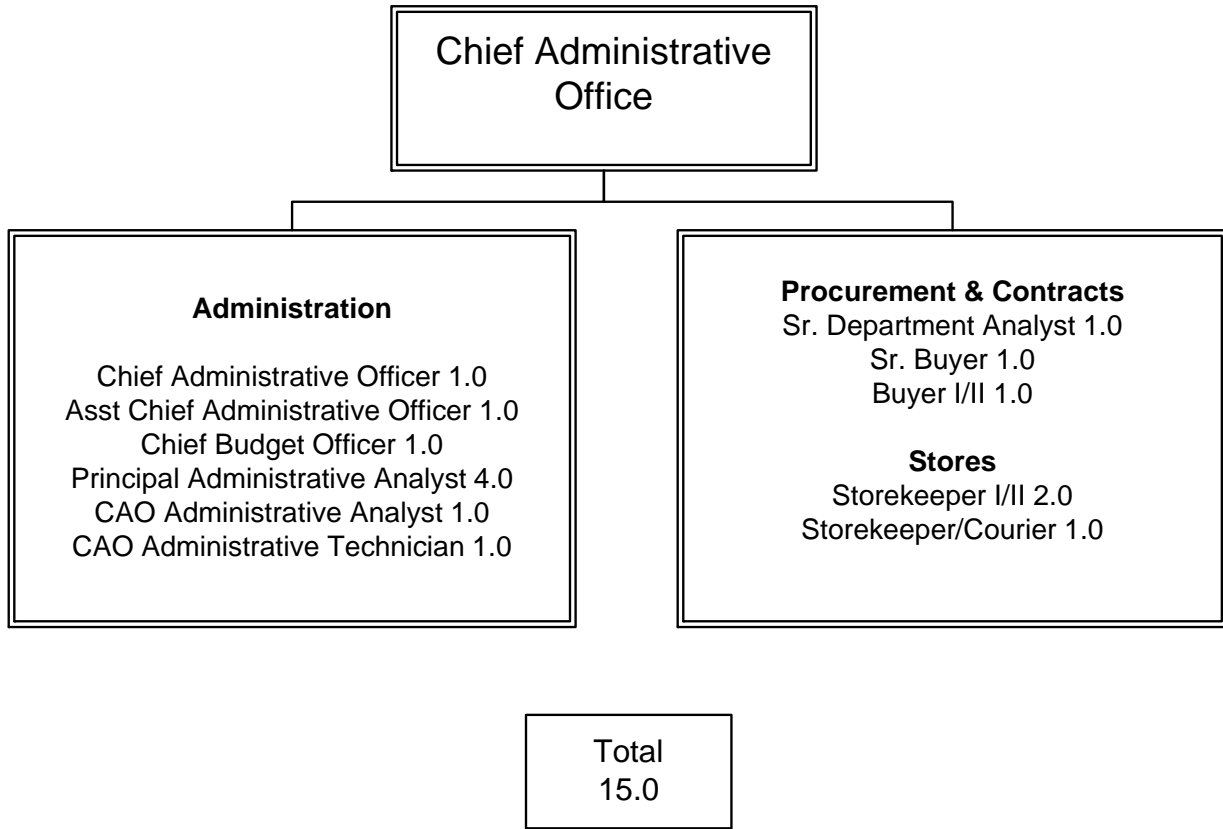 Chief Administrative
Office
Administration
Chief Administrative Officer 1.0
Asst Chief Administrative Officer 1.0
Chief Budget Officer 1.0
Principal Administrative Analyst 4.0
CAO Administrative Analyst 1.0
CAO Administrative Technician 1.0
Procurement & Contracts
Sr. Department Analyst 1.0
Sr. Buyer 1.0
Buyer I/II 1.0
Stores
Storekeeper I/II 2.0
Storekeeper/Courier 1.0
Total
15.0